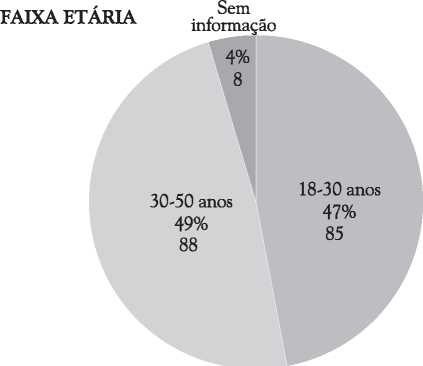 FAIXA ETÁRIA
Sem
informação
4%
8
18-30 anos
47%
85
30-50 anos
49%
88